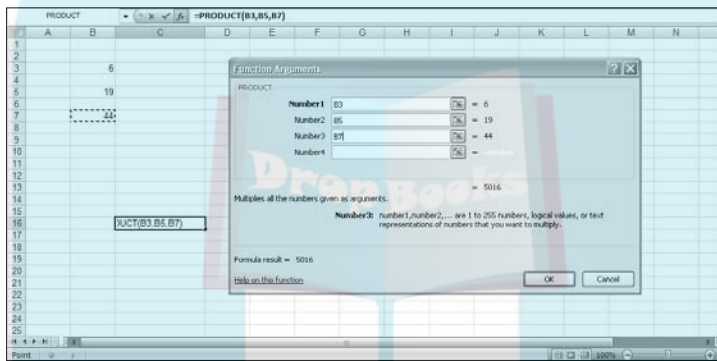 PRODUCT =PRODUCT(B3,B5,B7)
A B C D E F G H I J K L M N
1
2
3 6
4
5 19
6
7 44
8
9
10
11
12
13
14
15
16 DUCT(B3,B5,B7)
17
18
19
20
21
22
23
24
25
Function Arguments
PRODUCT
Number1 B3 = 6
Number2 B5 = 19
Number3 B7 = 44
Number4 = number
= 5016
Multiplies all the numbers given as arguments.
Number3: number1,number2,... are 1 to 255 numbers, logical values, or text
representations of numbers that you want to multiply.
Formula result = 5016
Help on this function
OK Cancel
DropBooks
Point 100%